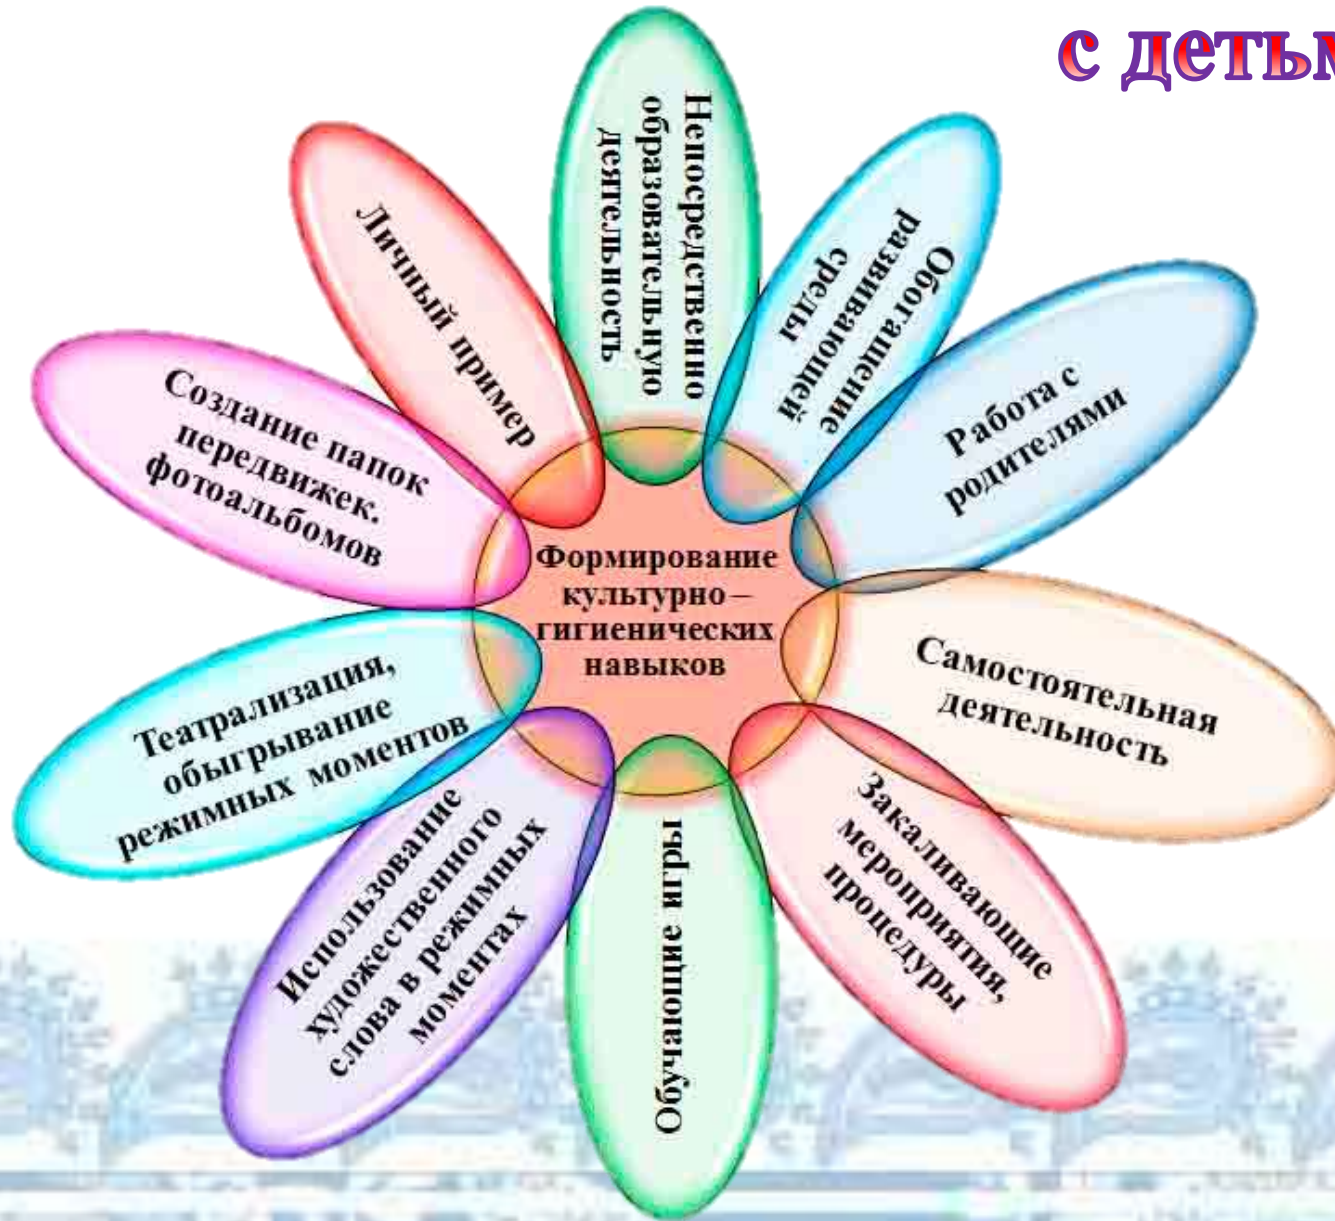 с детьм
Непосредственно
образовательную
деятельность
Обогащение
развивающей
среды
Работа с
родителями
Самостоятельная
деятельность
Закаливающие
мероприятия,
процедуры
Обучающие игры
Использование
художественного
слова в режимных
моментах
Театрализация,
обыгрывание
режимных моментов
Создание папок
передвижек.
фотоальбомов
Личный пример
Формирование
культурно –
гигиенических
навыков